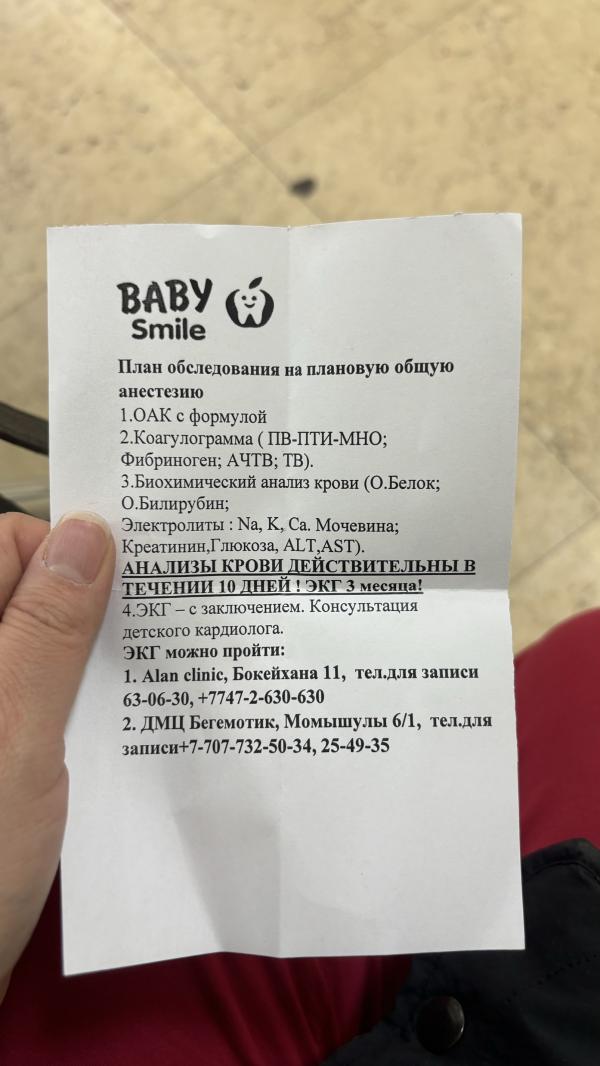 BABY
Smile
План обследования на плановую общую
анестезию
1.ОАК с формулой
2.Коагулограмма ( ПВ-ПТИ-МНО;
Фибриноген; АЧТВ; ТВ).
3.Биохимический анализ крови (О.Белок;
О.Билирубин;
Электролиты : Na, K, Ca. Мочевина;
Креатинин,Глюкоза, ALT,AST).
АНАЛИЗЫ КРОВИ ДЕЙСТВИТЕЛЬНЫ В
ТЕЧЕНИИ 10 ДНЕЙ ! ЭКГ 3 месяца!
4.ЭКГ – с заключением. Консультация
детского кардиолога.
ЭКГ можно пройти:
1. Alan clinic, Бокейхана 11, тел.для записи
63-06-30, +7747-2-630-630
2. ДМЦ Бегемотик, Момышулы 6/1, тел.для
записи+7-707-732-50-34, 25-49-35